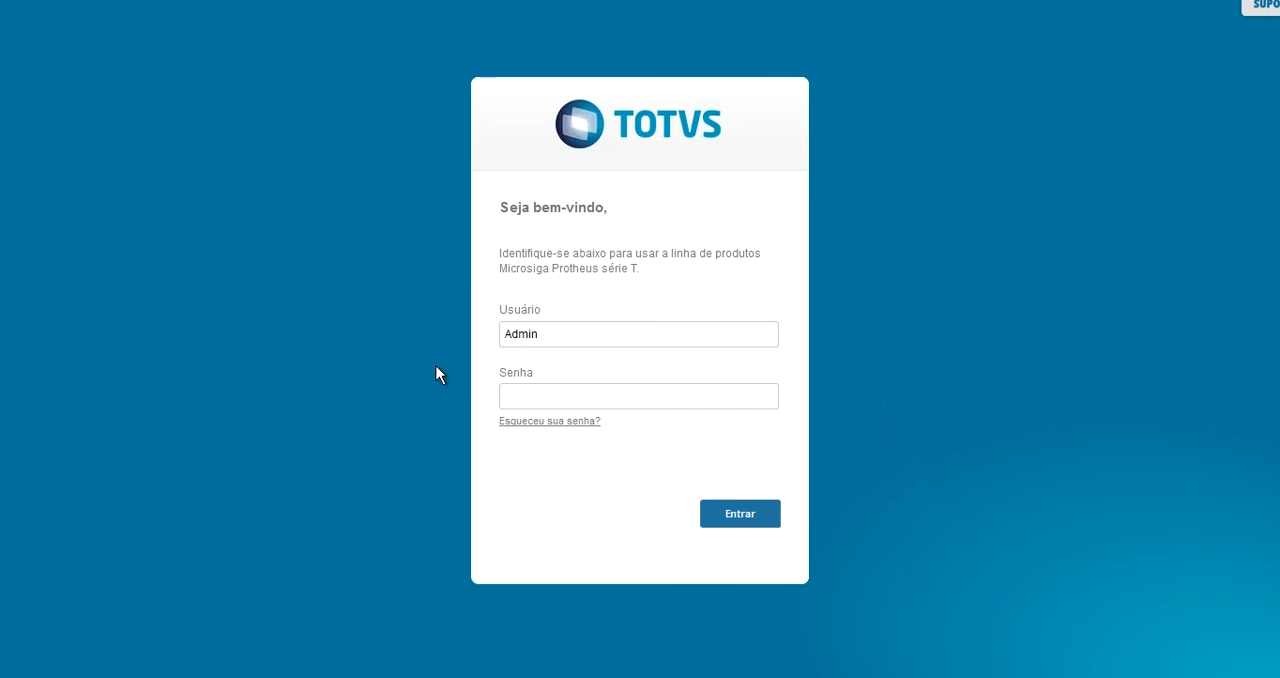 TOTVS
Seja bem-vindo,
Identifique-se abaixo para usar a linha de produtos
Microsiga Protheus série T.
Usuário
Admin
Senha
Esqueceu sua senha?
Entrar